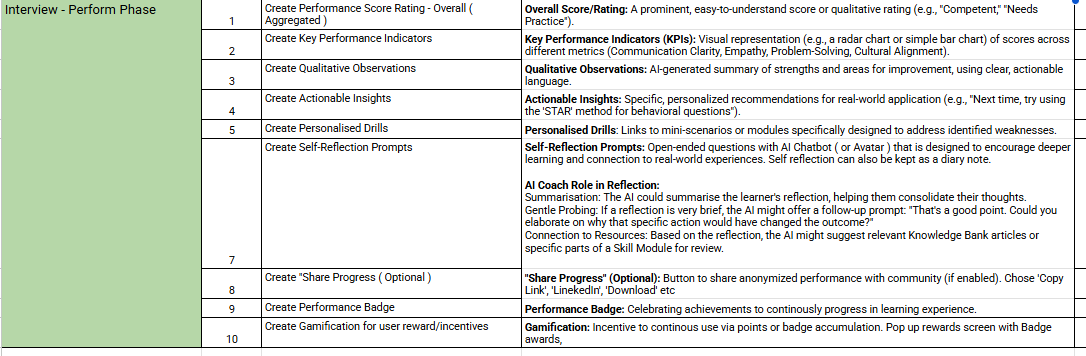 Interview - Perform Phase
1
Create Performance Score Rating - Overall (
Aggregated )
Overall Score/Rating: A prominent, easy-to-understand score or qualitative rating (e.g., "Competent," "Needs
Practice").
2
Create Key Performance Indicators
Key Performance Indicators (KPIs): Visual representation (e.g., a radar chart or simple bar chart) of scores across
different metrics (Communication Clarity, Empathy, Problem-Solving, Cultural Alignment).
3
Create Qualitative Observations
Qualitative Observations: AI-generated summary of strengths and areas for improvement, using clear, actionable
language.
4
Create Actionable Insights
Actionable Insights: Specific, personalized recommendations for real-world application (e.g., "Next time, try using
the 'STAR' method for behavioral questions").
5
Create Personalised Drills
Personalised Drills: Links to mini-scenarios or modules specifically designed to address identified weaknesses.
7
Create Self-Reflection Prompts
Self-Reflection Prompts: Open-ended questions with AI Chatbot ( or Avatar ) that is designed to encourage deeper
learning and connection to real-world experiences. Self reflection can also be kept as a diary note.
AI Coach Role in Reflection:
Summarisation: The AI could summarise the learner's reflection, helping them consolidate their thoughts.
Gentle Probing: If a reflection is very brief, the AI might offer a follow-up prompt: "That's a good point. Could you
elaborate on why that specific action would have changed the outcome?"
Connection to Resources: Based on the reflection, the AI might suggest relevant Knowledge Bank articles or
specific parts of a Skill Module for review.
8
Create "Share Progress ( Optional )
"Share Progress" (Optional): Button to share anonymized performance with community (if enabled). Chose 'Copy
Link', 'LinekedIn', 'Download' etc
9
Create Performance Badge
Performance Badge: Celebrating achievements to continously progress in learning experience.
10
Create Gamification for user reward/incentives
Gamification: Incentive to continous use via points or badge accumulation. Pop up rewards screen with Badge
awards,